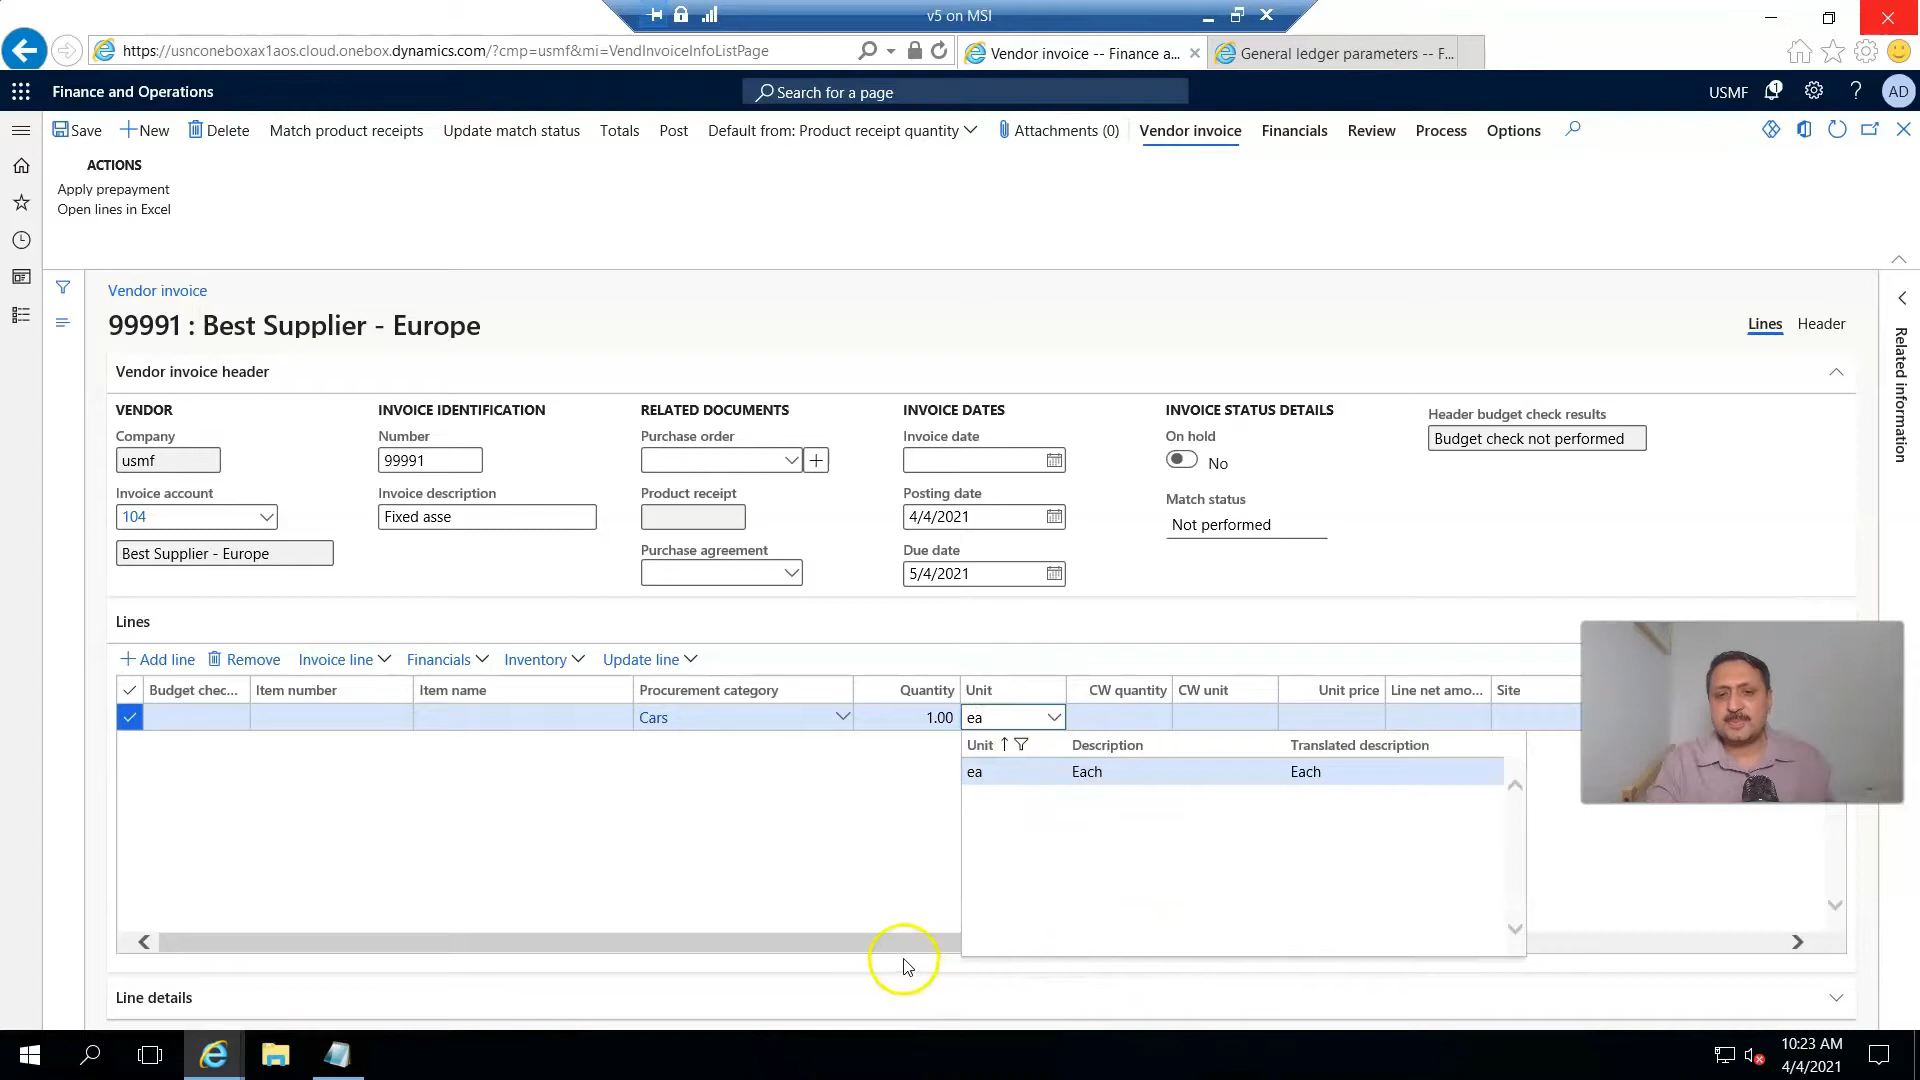 v5 on MSI
https://usnconeboxax1aos.cloud.onebox.dynamics.com/?cmp=usmf&mi=VendInvoiceInfoListPage
Vendor invoice -- Finance a...
General ledger parameters -- F...
Finance and Operations
Search for a page
USMF
1
?
AD
Save
New
Delete
Match product receipts
Update match status
Totals
Post
Default from: Product receipt quantity
Attachments (0)
Vendor invoice
Financials
Review
Process
Options
ACTIONS
Apply prepayment
Open lines in Excel
Vendor invoice
99991 : Best Supplier - Europe
Lines
Header
Related information
Vendor invoice header
VENDOR
Company
usmf
Invoice account
104
Best Supplier - Europe
INVOICE IDENTIFICATION
Number
99991
Invoice description
Fixed asse
RELATED DOCUMENTS
Purchase order
Product receipt
Purchase agreement
INVOICE DATES
Invoice date
Posting date
4/4/2021
Due date
5/4/2021
INVOICE STATUS DETAILS
On hold
No
Match status
Not performed
Header budget check results
Budget check not performed
Lines
Add line
Remove
Invoice line
Financials
Inventory
Update line
Budget chec...
Item number
Item name
Procurement category
Quantity
Unit
CW quantity
CW unit
Unit price
Line net amo...
Site
Cars
1.00
ea
Unit
Description
Translated description
ea
Each
Each
Line details
10:23 AM
4/4/2021